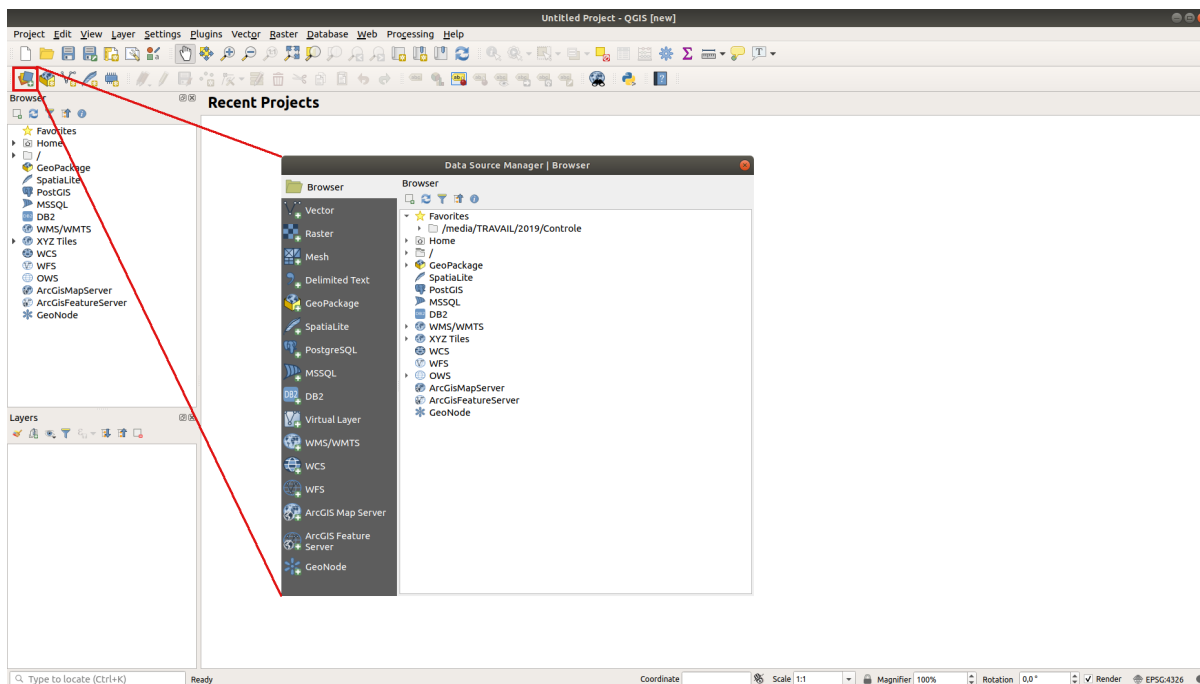 Untitled Project - QGIS [new]
Project Edit View Layer Settings Plugins Vector Raster Database Web Processing Help
Browser
Recent Projects
Favorites
Home
/
GeoPackage
SpatiaLite
PostGIS
MSSQL
DB2
WMS/WMTS
XYZ Tiles
WCS
WFS
OWS
ArcGisMapServer
ArcGisFeatureServer
GeoNode
Layers
Data Source Manager | Browser
Browser
Vector
Raster
Mesh
Delimited Text
GeoPackage
SpatiaLite
PostgreSQL
MSSQL
DB2
Virtual Layer
WMS/WMTS
WCS
WFS
ArcGIS Map Server
ArcGIS Feature
Server
GeoNode
Browser
Favorites
/media/TRAVAIL/2019/Controle
Home
/
GeoPackage
SpatiaLite
PostGIS
MSSQL
DB2
WMS/WMTS
XYZ Tiles
WCS
WFS
OWS
ArcGisMapServer
ArcGisFeatureServer
GeoNode
Type to locate (Ctrl+K) Ready Coordinate Scale 1:1 Magnifier 100% Rotation 0,0 ° Render EPSG:4326